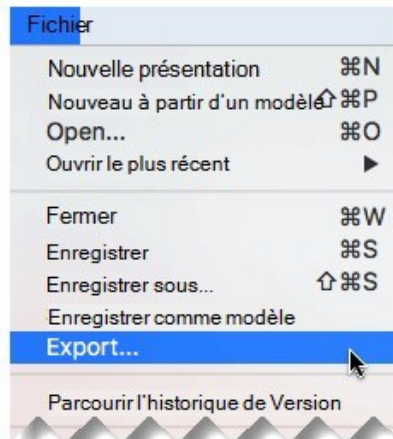 Fichier
Nouvelle présentation ⌘N
Nouveau à partir d'un modèle ⇧⌘P
Open... ⌘O
Ouvrir le plus récent ▶
Fermer ⌘W
Enregistrer ⌘S
Enregistrer sous... ⇧⌘S
Enregistrer comme modèle
Export...
Parcourir l'historique de Version